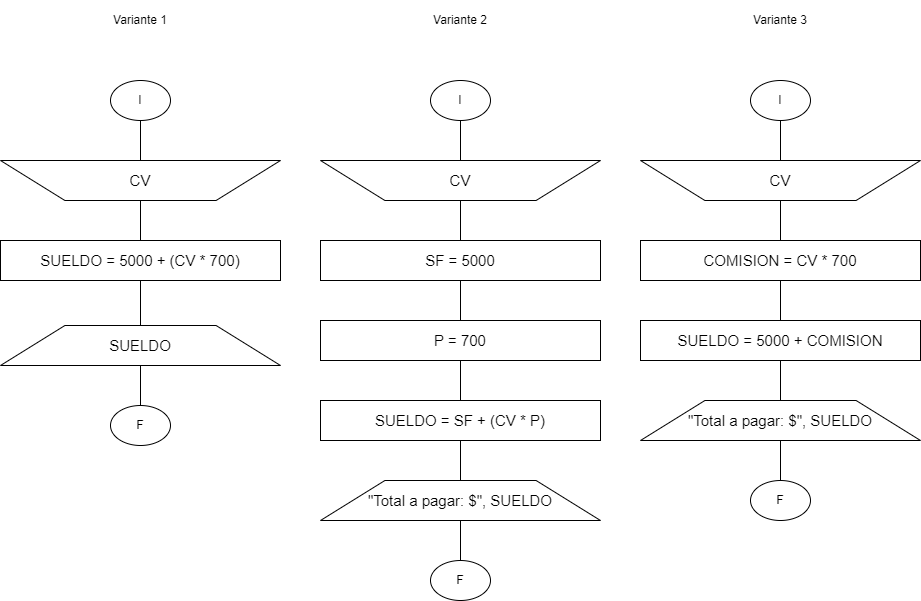 Variante 1
I
CV
SUELDO = 5000 + (CV * 700)
SUELDO
F
Variante 2
I
CV
SF = 5000
P = 700
SUELDO = SF + (CV * P)
"Total a pagar: $", SUELDO
F
Variante 3
I
CV
COMISION = CV * 700
SUELDO = 5000 + COMISION
"Total a pagar: $", SUELDO
F